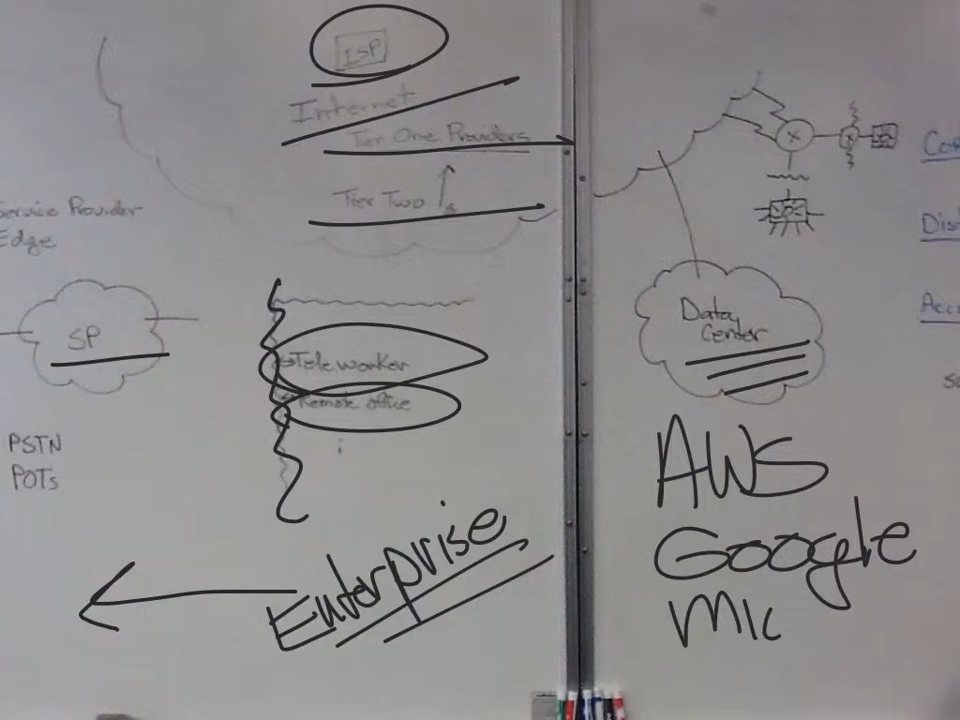 ISP
Internet
Tier One Providers
Tier Two
Service Provider
Edge
SP
Teleworker
Remote office
PSTN
POTs
Enterprise
Data
Center
AWS
Google
Mic